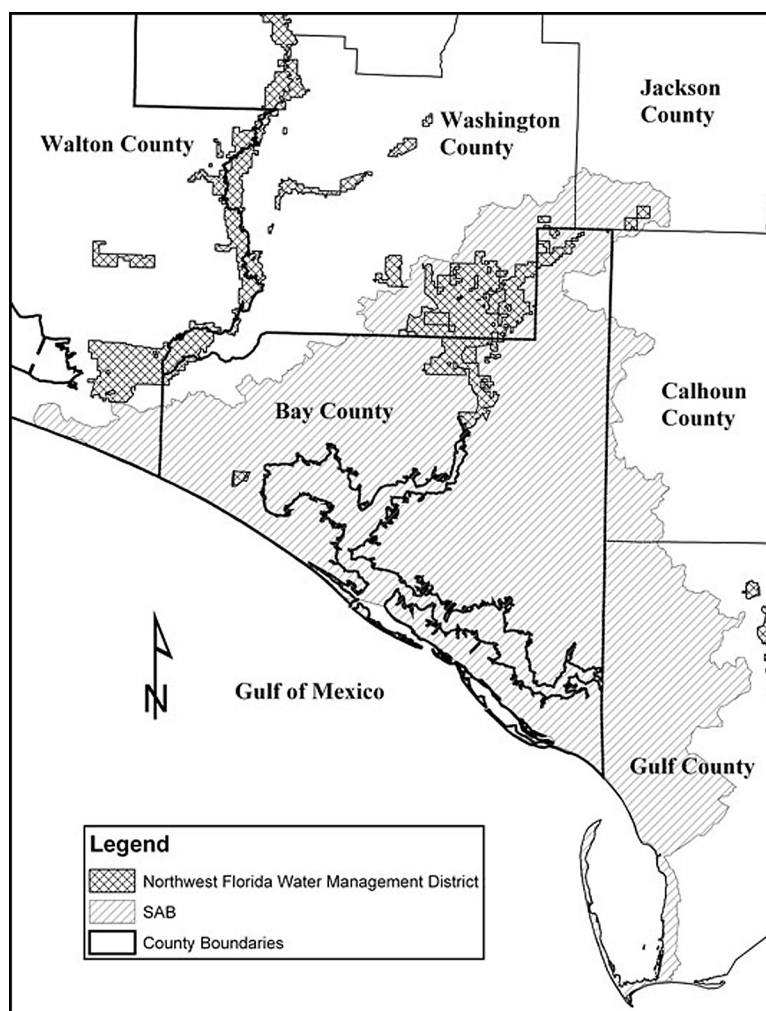 Jackson
County
Washington
County
Walton County
Calhoun
County
Bay County
Gulf of Mexico
N
Gulf County
Legend
Northwest Florida Water Management District
SAB
County Boundaries